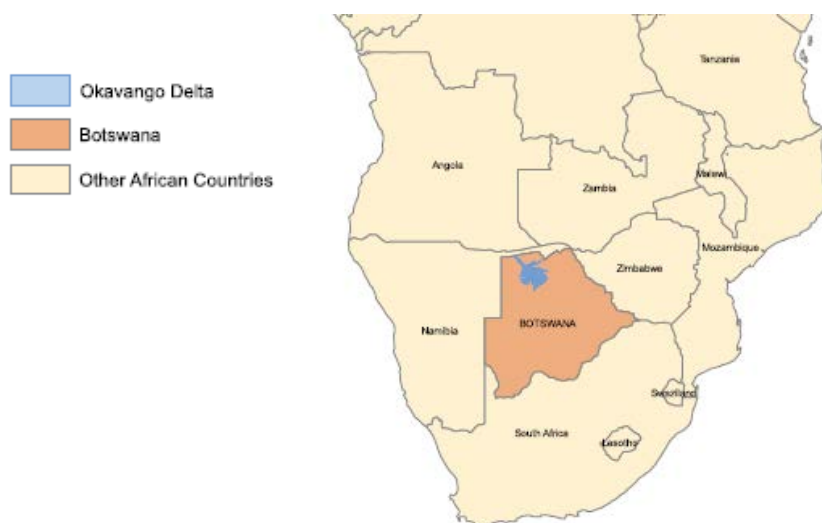 Okavango Delta
Botswana
Other African Countries
Tanzania
Angola
Zambia
Malawi
Mozambique
Zimbabwe
Namibia
BOTSWANA
Swaziland
South Africa
Lesotho